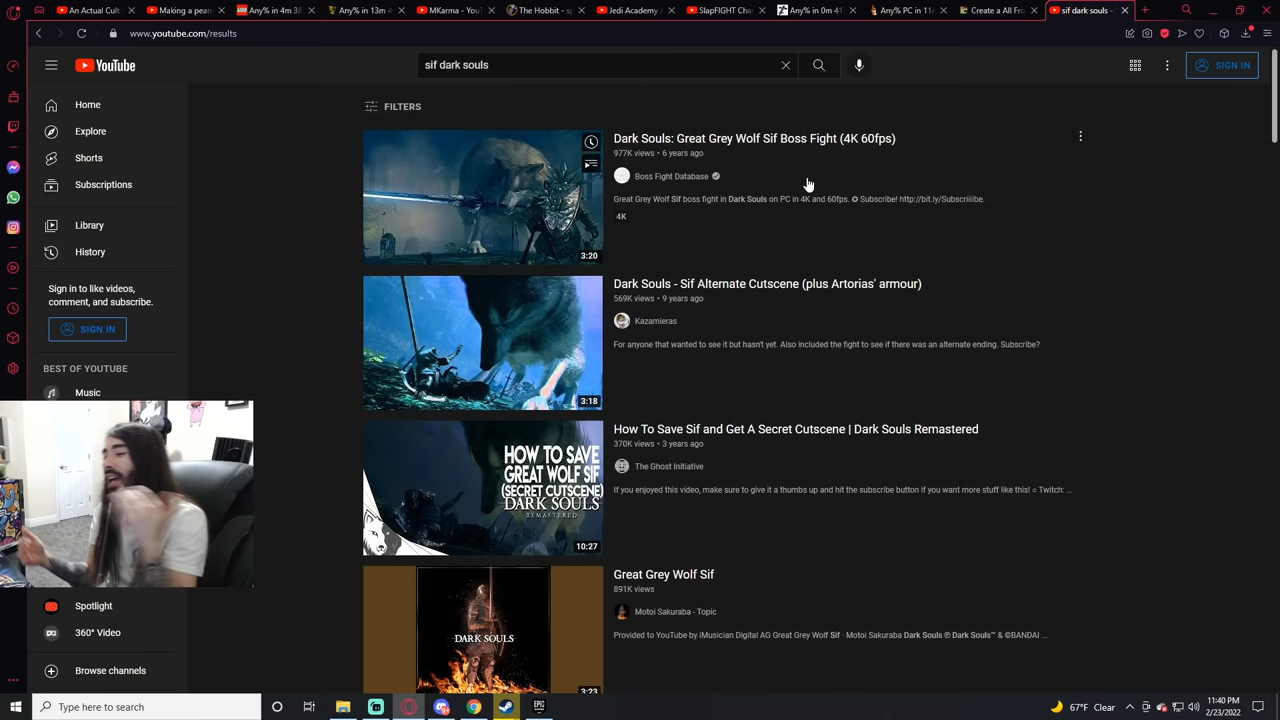 An Actual Cult
Making a pean
Any% in 4m 38
Any% in 13m 4
MKarma - YouT
The Hobbit - sp
Jedi Academy
SlapFIGHT Cha
Any% in 0m 41
Any% PC in 11
Create a All Fro
sif dark souls -
www.youtube.com/results
YouTube
sif dark souls
SIGN IN
Home
Explore
Shorts
Subscriptions
Library
History
Sign in to like videos,
comment, and subscribe.
SIGN IN
BEST OF YOUTUBE
Music
Spotlight
360° Video
Browse channels
FILTERS
3:20
Dark Souls: Great Grey Wolf Sif Boss Fight (4K 60fps)
977K views • 6 years ago
Boss Fight Database
Great Grey Wolf Sif boss fight in Dark Souls on PC in 4K and 60fps. ✪ Subscribe! http://bit.ly/Subscriiiibe.
4K
3:18
Dark Souls - Sif Alternate Cutscene (plus Artorias' armour)
569K views • 9 years ago
Kazamieras
For anyone that wanted to see it but hasn't yet. Also included the fight to see if there was an alternate ending. Subscribe?
HOW TO SAVE
GREAT WOLF SIF
(SECRET CUTSCENE)
DARK SOULS
REMASTERED
10:27
How To Save Sif and Get A Secret Cutscene | Dark Souls Remastered
370K views • 3 years ago
The Ghost Initiative
If you enjoyed this video, make sure to give it a thumbs up and hit the subscribe button if you want more stuff like this! ○ Twitch: ...
DARK SOULS
3:23
Great Grey Wolf Sif
891K views
Motoi Sakuraba - Topic
Provided to YouTube by iMusician Digital AG Great Grey Wolf Sif · Motoi Sakuraba Dark Souls ℗ Dark Souls™ & ©BANDAI ...
Type here to search
EPIC
GAMES
67°F Clear
11:40 PM
2/23/2022